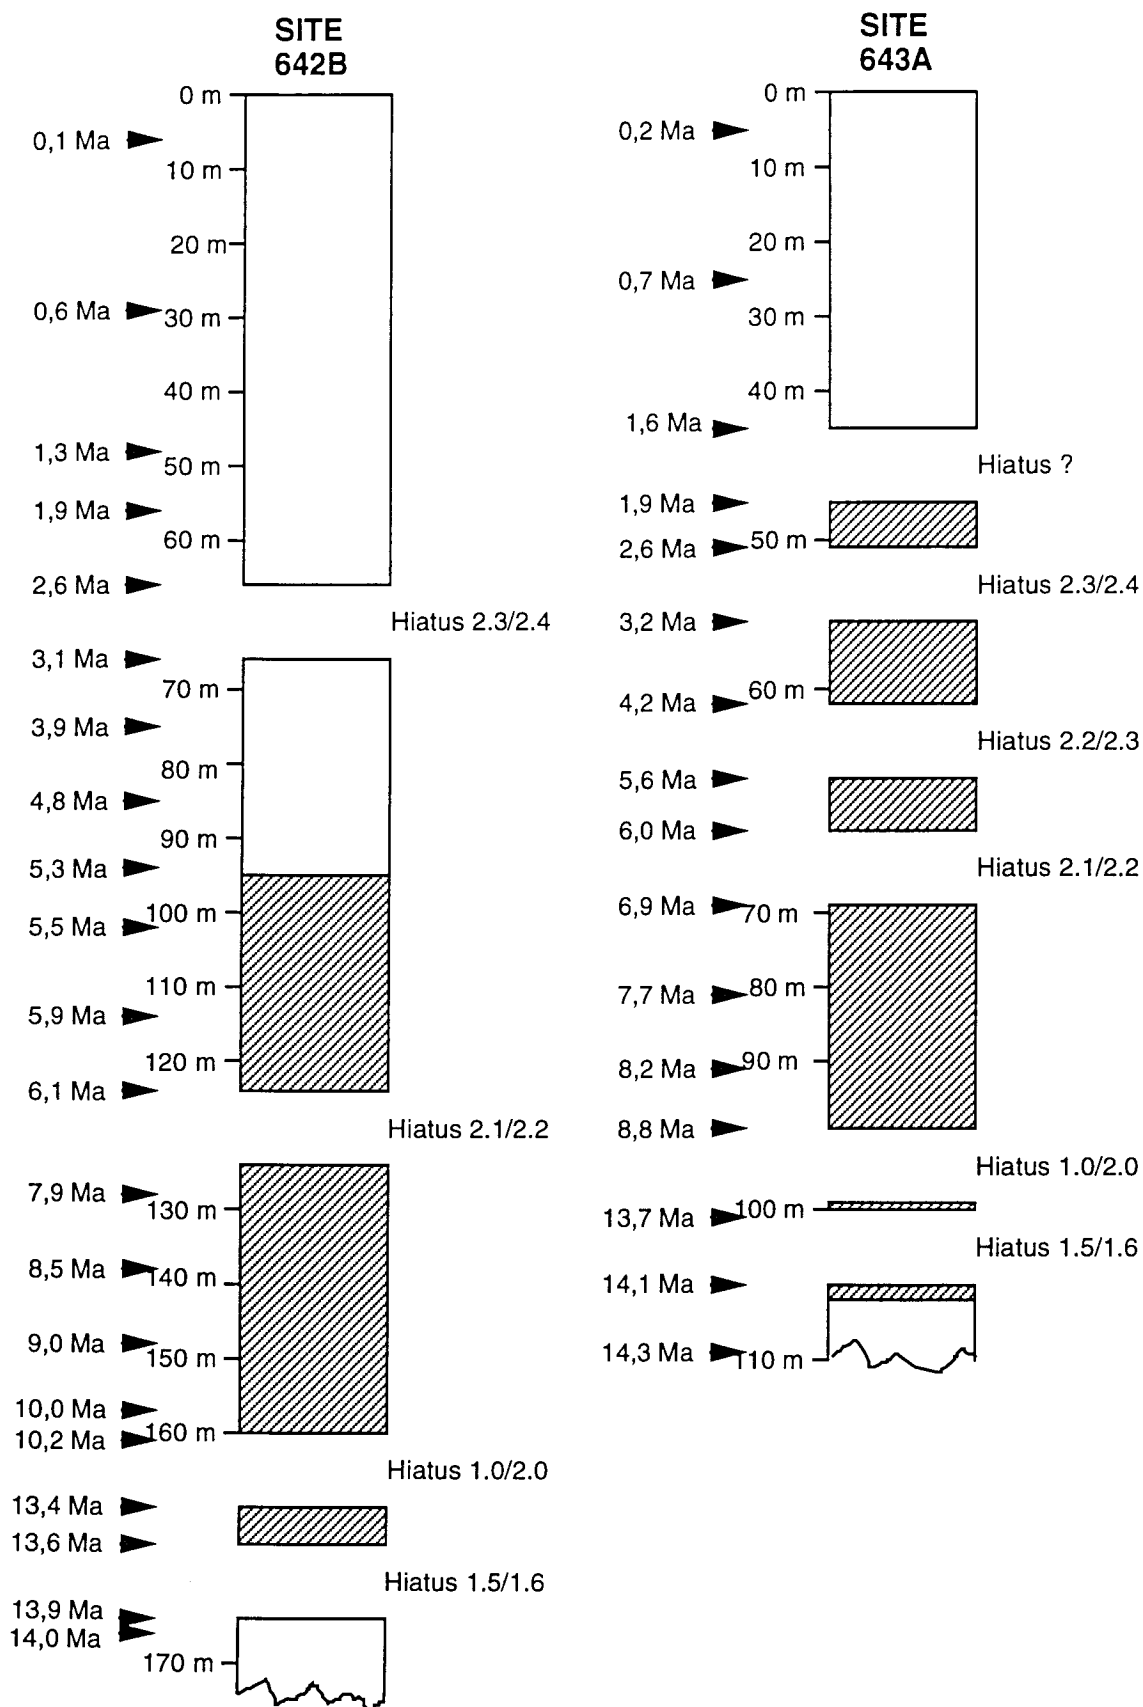 SITE
642B
0 m
0,1 Ma
10 m
20 m
0,6 Ma
30 m
40 m
1,3 Ma
50 m
1,9 Ma
60 m
2,6 Ma
Hiatus 2.3/2.4
3,1 Ma
70 m
3,9 Ma
80 m
4,8 Ma
90 m
5,3 Ma
100 m
5,5 Ma
110 m
5,9 Ma
120 m
6,1 Ma
Hiatus 2.1/2.2
7,9 Ma
130 m
8,5 Ma
140 m
9,0 Ma
150 m
10,0 Ma
160 m
10,2 Ma
Hiatus 1.0/2.0
13,4 Ma
13,6 Ma
Hiatus 1.5/1.6
13,9 Ma
14,0 Ma
170 m
SITE
643A
0 m
0,2 Ma
10 m
20 m
0,7 Ma
30 m
40 m
1,6 Ma
Hiatus ?
1,9 Ma
50 m
2,6 Ma
Hiatus 2.3/2.4
3,2 Ma
60 m
4,2 Ma
Hiatus 2.2/2.3
5,6 Ma
6,0 Ma
Hiatus 2.1/2.2
6,9 Ma
70 m
7,7 Ma
80 m
8,2 Ma
90 m
8,8 Ma
Hiatus 1.0/2.0
100 m
13,7 Ma
Hiatus 1.5/1.6
14,1 Ma
14,3 Ma
110 m